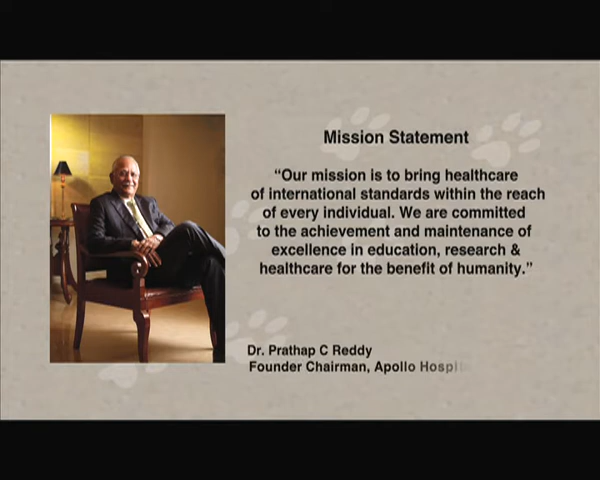 Mission Statement
“Our mission is to bring healthcare
of international standards within the reach
of every individual. We are committed
to the achievement and maintenance of
excellence in education, research &
healthcare for the benefit of humanity.”
Dr. Prathap C Reddy
Founder Chairman, Apollo Hospi